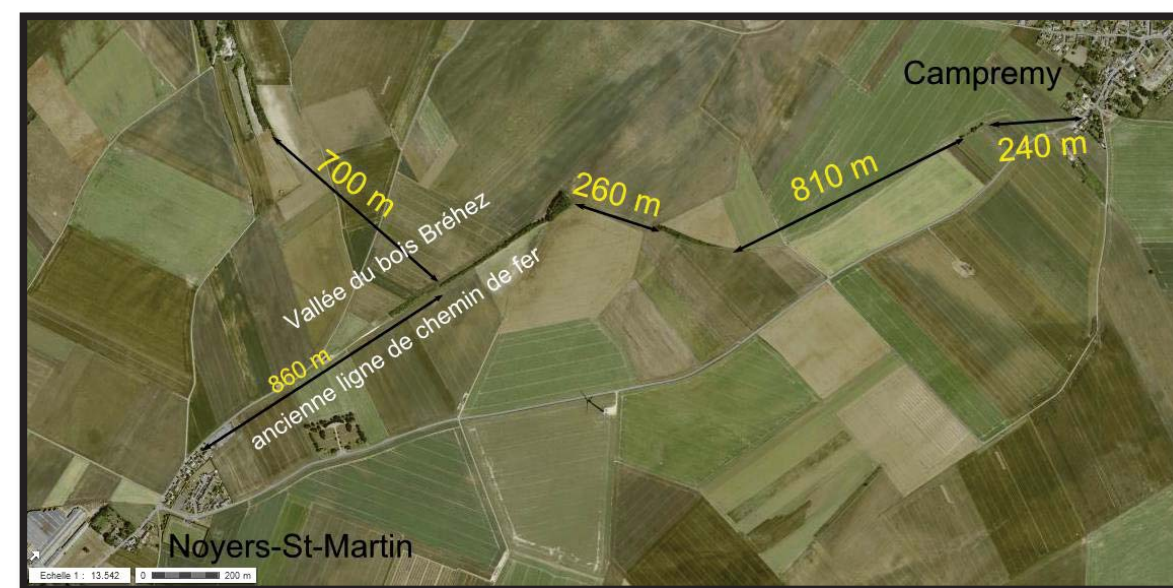 Campremy
240 m
810 m
260 m
700 m
Vallée du bois Bréhez
860 m
ancienne ligne de chemin de fer
Noyers-St-Martin
Echelle 1 : 13.542
0 200 m